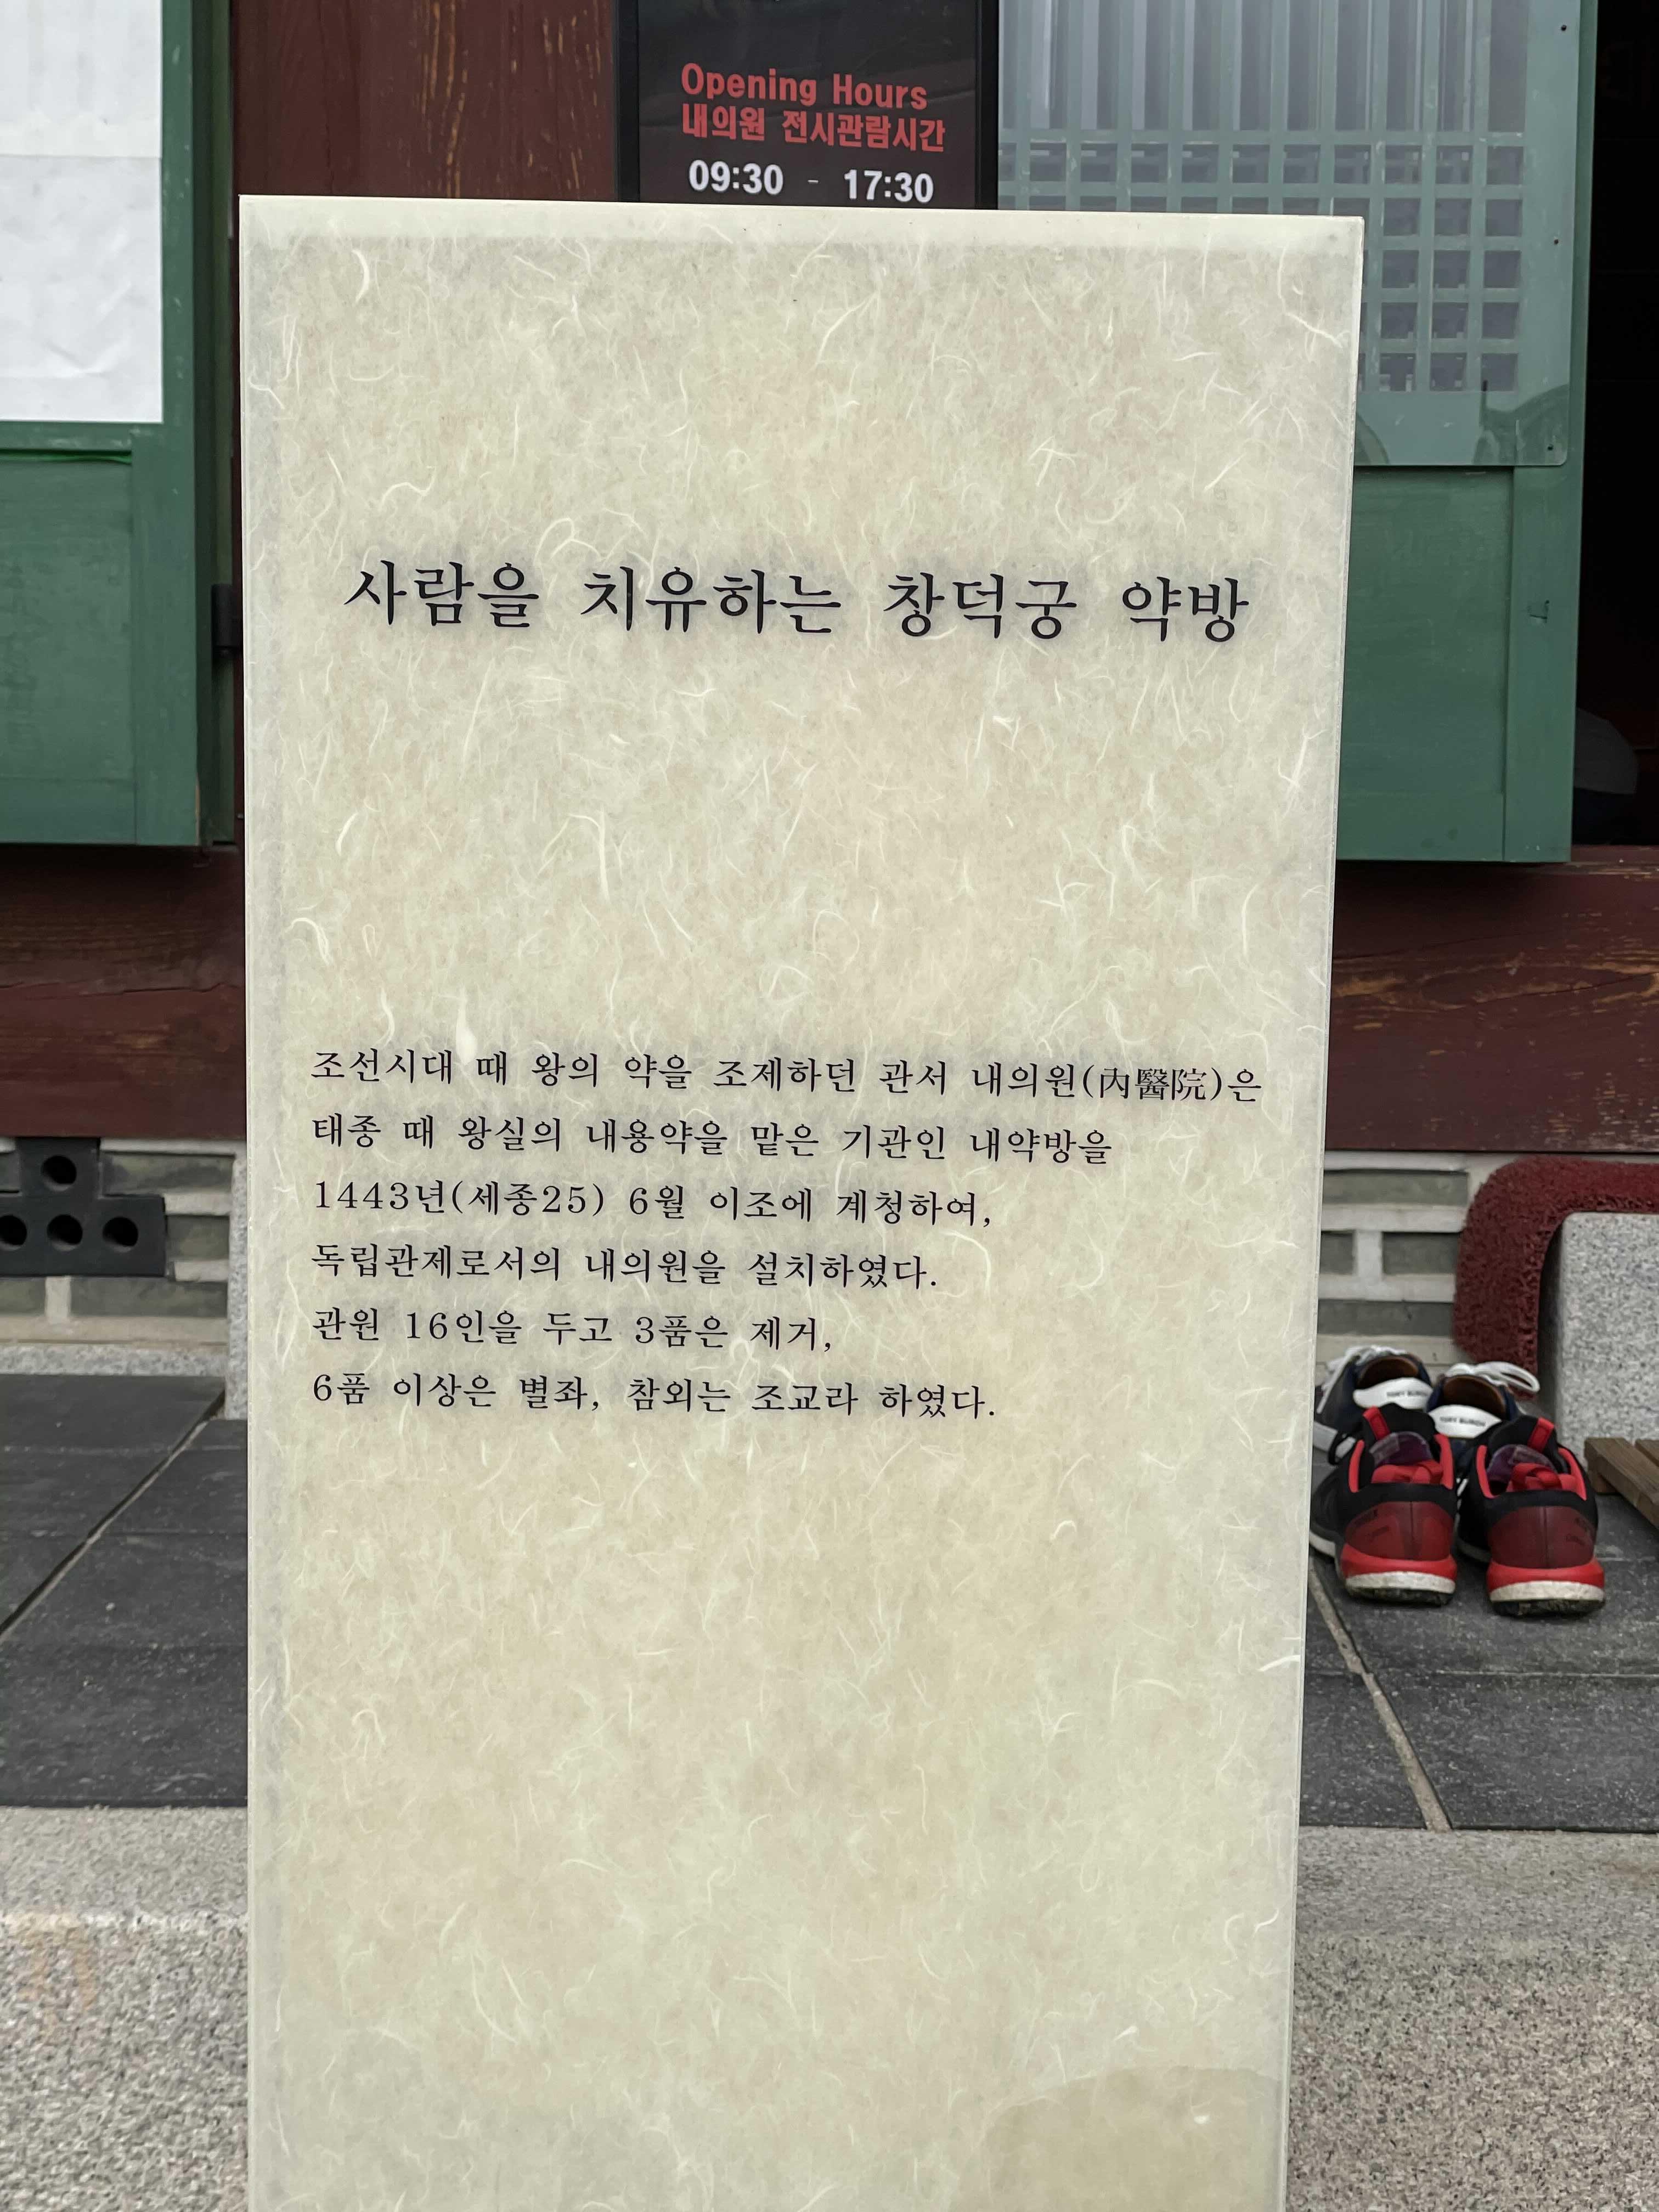 Opening Hours
내의원 전시관람시간
09:30 - 17:30
사람을 치유하는 창덕궁 약방
조선시대 때 왕의 약을 조제하던 관서 내의원(內醫院)은
태종 때 왕실의 내용약을 맡은 기관인 내약방을
1443년(세종25) 6월 이조에 계청하여,
독립관제로서의 내의원을 설치하였다.
관원 16인을 두고 3품은 제거,
6품 이상은 별좌, 참외는 조교라 하였다.
TORY BURCH
TORY BURCH